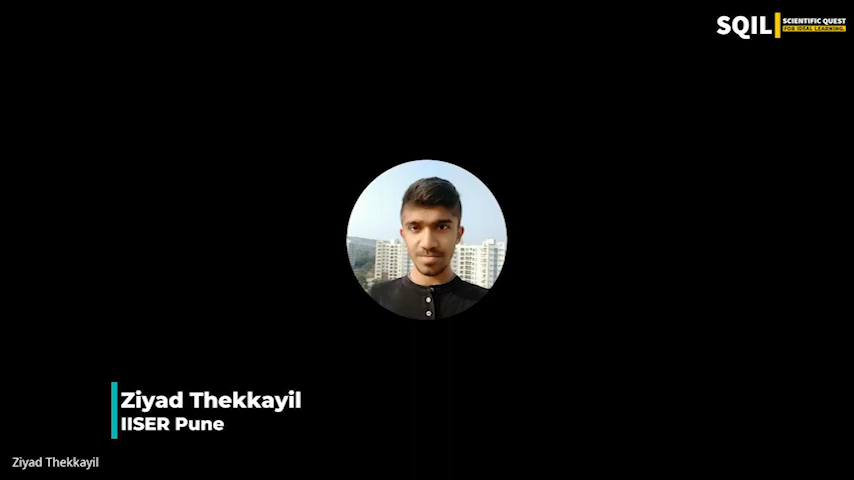 SQIL SCIENTIFIC QUEST
FOR IDEAL LEARNING.
Ziyad Thekkayil
IISER Pune
Ziyad Thekkayil